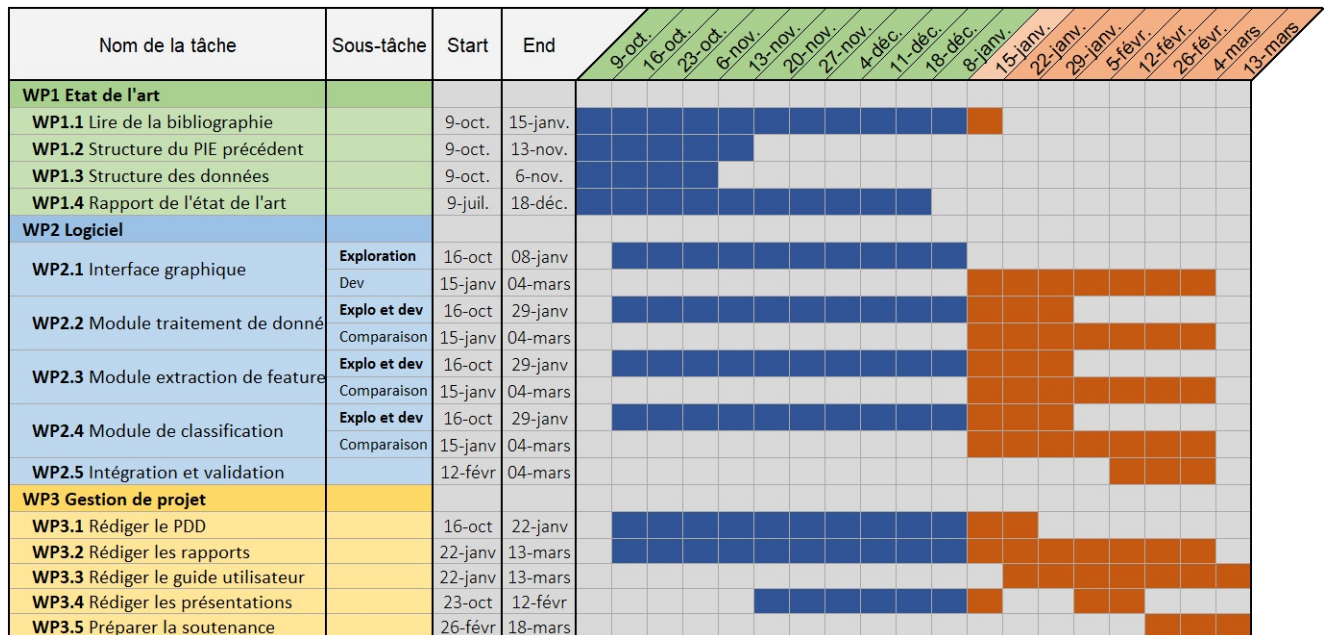 Nom de la tâche Sous-tâche Start End 9-oct. 16-oct. 23-oct. 6-nov. 13-nov. 20-nov. 27-nov. 4-déc. 11-déc. 18-déc. 8-janv. 15-janv. 22-janv. 29-janv. 5-févr. 12-févr. 26-févr. 4-mars 13-mars
WP1 Etat de l'art
WP1.1 Lire de la bibliographie 9-oct. 15-janv.
WP1.2 Structure du PIE précédent 9-oct. 13-nov.
WP1.3 Structure des données 9-oct. 6-nov.
WP1.4 Rapport de l'état de l'art 9-juil. 18-déc.
WP2 Logiciel
WP2.1 Interface graphique Exploration 16-oct 08-janv
Dev 15-janv 04-mars
WP2.2 Module traitement de donné Explo et dev 16-oct 29-janv
Comparaison 15-janv 04-mars
WP2.3 Module extraction de feature Explo et dev 16-oct 29-janv
Comparaison 15-janv 04-mars
WP2.4 Module de classification Explo et dev 16-oct 29-janv
Comparaison 15-janv 04-mars
WP2.5 Intégration et validation 12-févr 04-mars
WP3 Gestion de projet
WP3.1 Rédiger le PDD 16-oct 22-janv
WP3.2 Rédiger les rapports 22-janv 13-mars
WP3.3 Rédiger le guide utilisateur 22-janv 13-mars
WP3.4 Rédiger les présentations 23-oct 12-févr
WP3.5 Préparer la soutenance 26-févr 18-mars